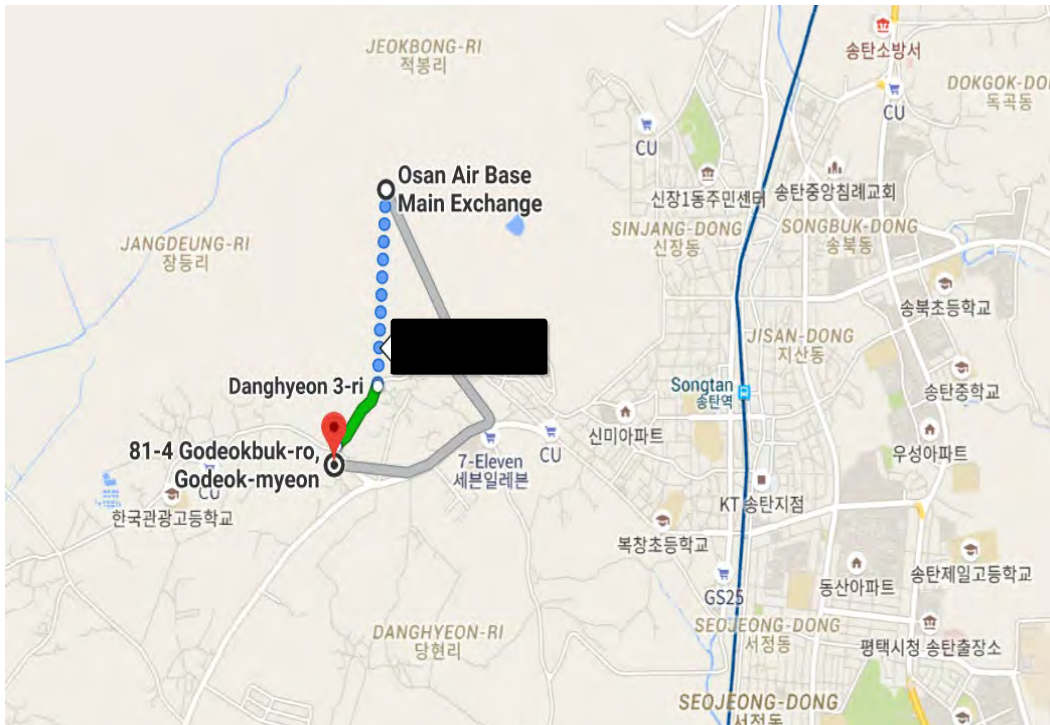 JEOKBONG-RI
적봉리
송탄소방서
CU
DOKGOK-DO
독곡동
CU
Osan Air Base
Main Exchange
신장1동주민센터
송탄중앙침례교회
JANGDEUNG-RI
장등리
SINJANG-DONG
신장동
SONGBUK-DONG
송북동
송북초등학교
JISAN-DONG
지산동
Danghyeon 3-ri
Songtan
송탄역
송탄중학교
신미아파트
우성아파트
81-4 Godeokbuk-ro,
Godeok-myeon
CU
7-Eleven
세븐일레븐
CU
KT 송탄지점
한국관광고등학교
복창초등학교
송탄제일고등학교
동산아파트
GS25
DANGHYEON-RI
당현리
SEOJEONG-DONG
서정동
평택시청 송탄출장소
SEOJEONG-DONG
서정동